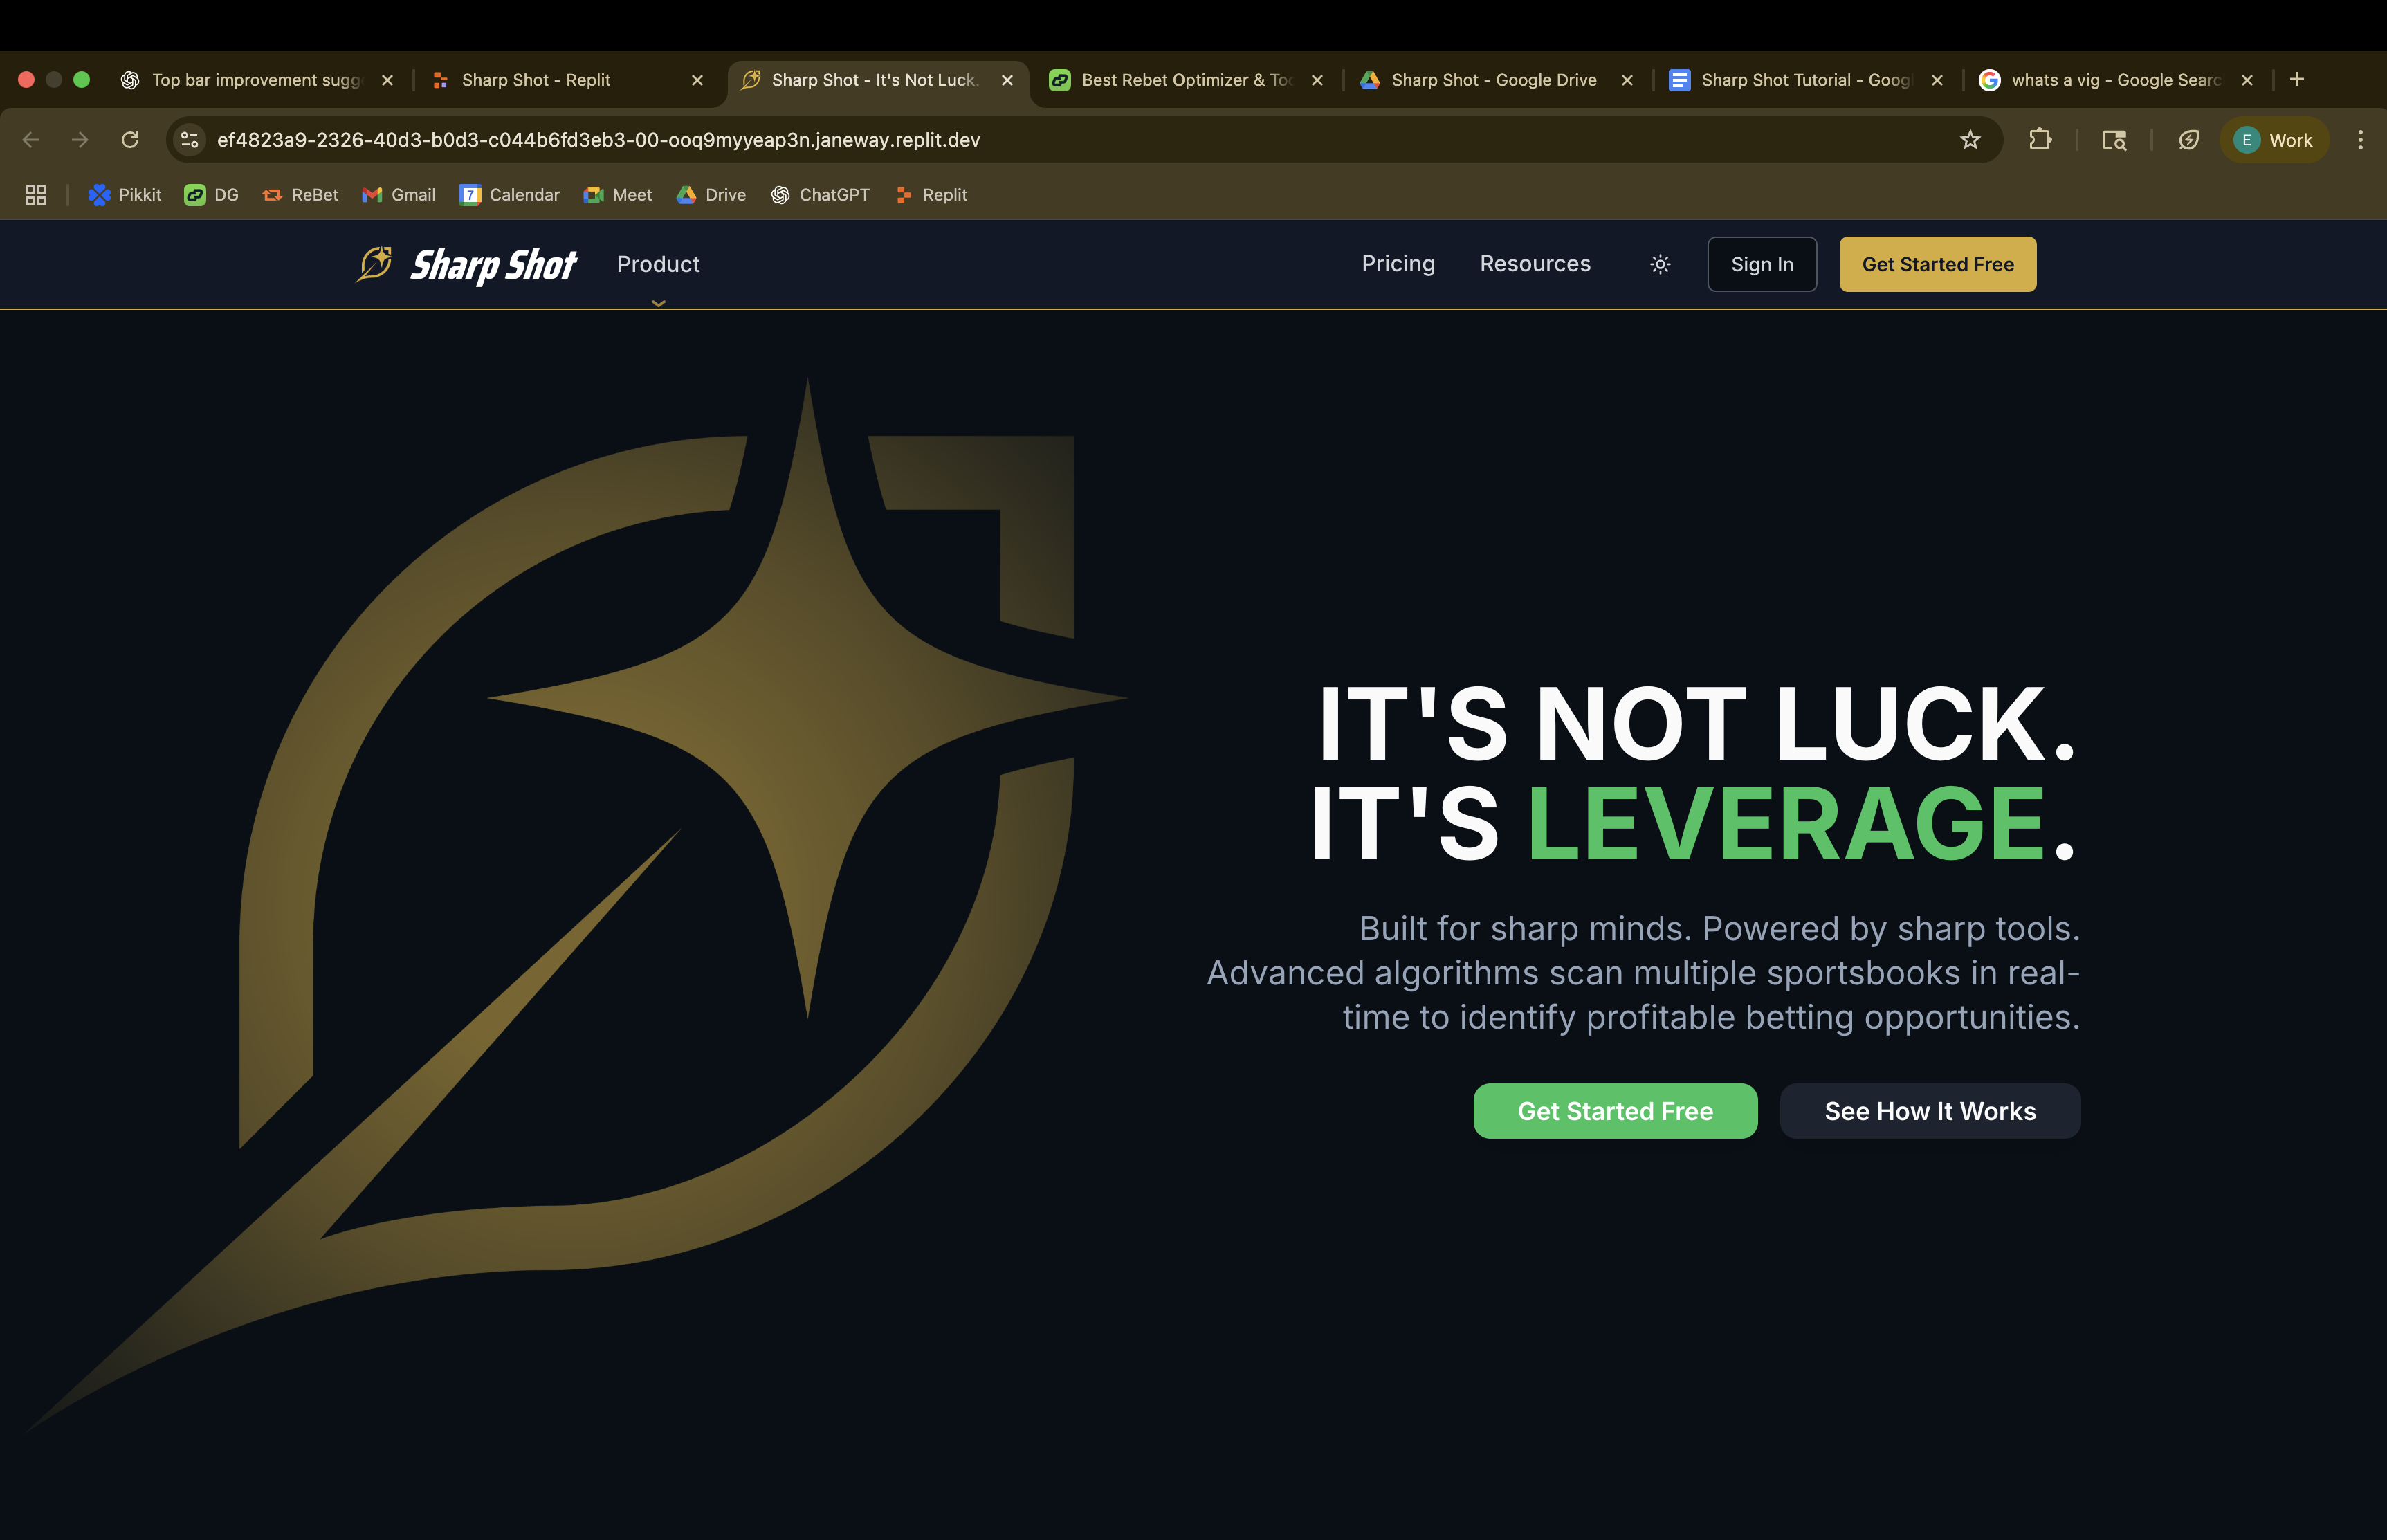 Top bar improvement sugg
Sharp Shot - Replit
Sharp Shot - It's Not Luck.
Best Rebet Optimizer & Too
Sharp Shot - Google Drive
Sharp Shot Tutorial - Googl
whats a vig - Google Searc
ef4823a9-2326-40d3-b0d3-c044b6fd3eb3-00-ooq9myyeap3n.janeway.replit.dev
E
Work
Pikkit
DG
ReBet
Gmail
7
Calendar
Meet
Drive
ChatGPT
Replit
Sharp Shot
Product
Pricing
Resources
Sign In
Get Started Free
IT'S NOT LUCK.
IT'S LEVERAGE.
Built for sharp minds. Powered by sharp tools.
Advanced algorithms scan multiple sportsbooks in real-
time to identify profitable betting opportunities.
Get Started Free
See How It Works